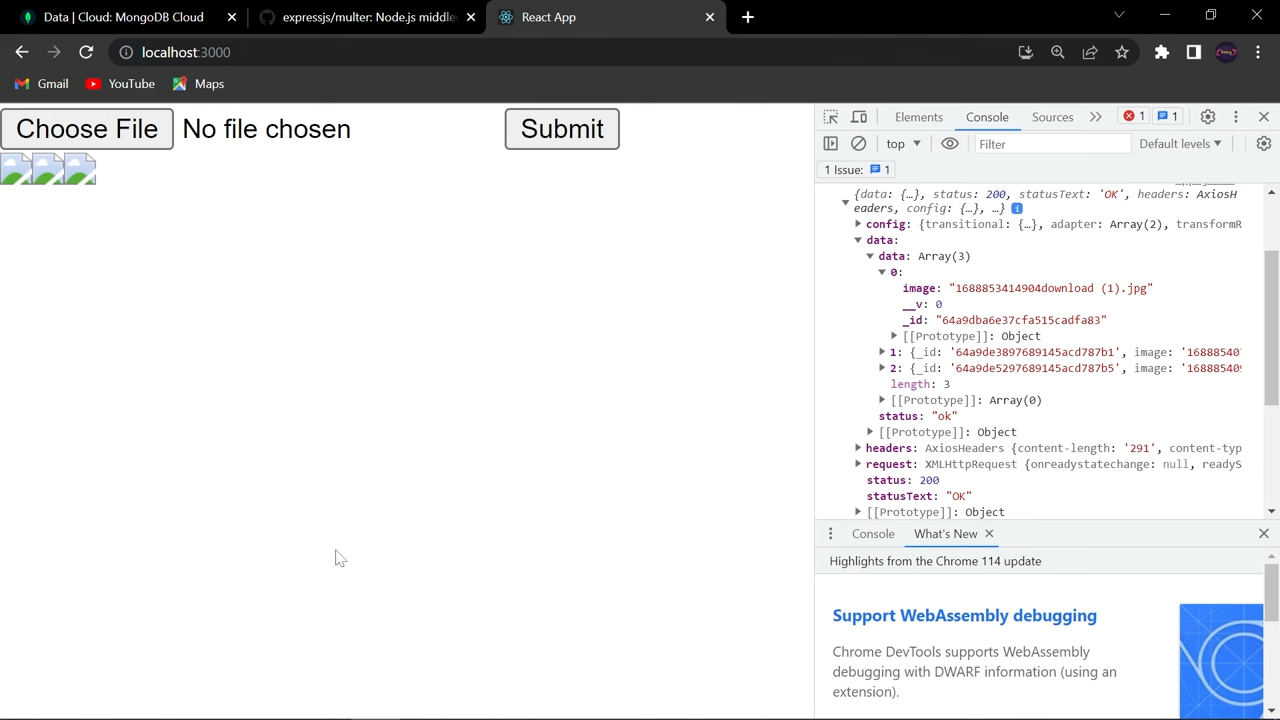 Data | Cloud: MongoDB Cloud
expressjs/multer: Node.js middlew
React App
localhost:3000
Gmail
YouTube
Maps
Choose File No file chosen
Submit
Elements Console Sources
1
1
top
Filter
Default levels
1 Issue: 1
{data: {…}, status: 200, statusText: 'OK', headers: AxiosH
eaders, config: {…}, …}
config: {transitional: {…}, adapter: Array(2), transformR
data:
data: Array(3)
0:
image: "1688853414904download (1).jpg"
__v: 0
_id: "64a9dba6e37cfa515cadfa83"
[[Prototype]]: Object
1: {_id: '64a9de3897689145acd787b1', image: '168885407
2: {_id: '64a9de5297689145acd787b5', image: '168885409
length: 3
[[Prototype]]: Array(0)
status: "ok"
[[Prototype]]: Object
headers: AxiosHeaders {content-length: '291', content-typ
request: XMLHttpRequest {onreadystatechange: null, readyS
status: 200
statusText: "OK"
[[Prototype]]: Object
Console What's New
Highlights from the Chrome 114 update
Support WebAssembly debugging
Chrome DevTools supports WebAssembly
debugging with DWARF information (using an
extension).